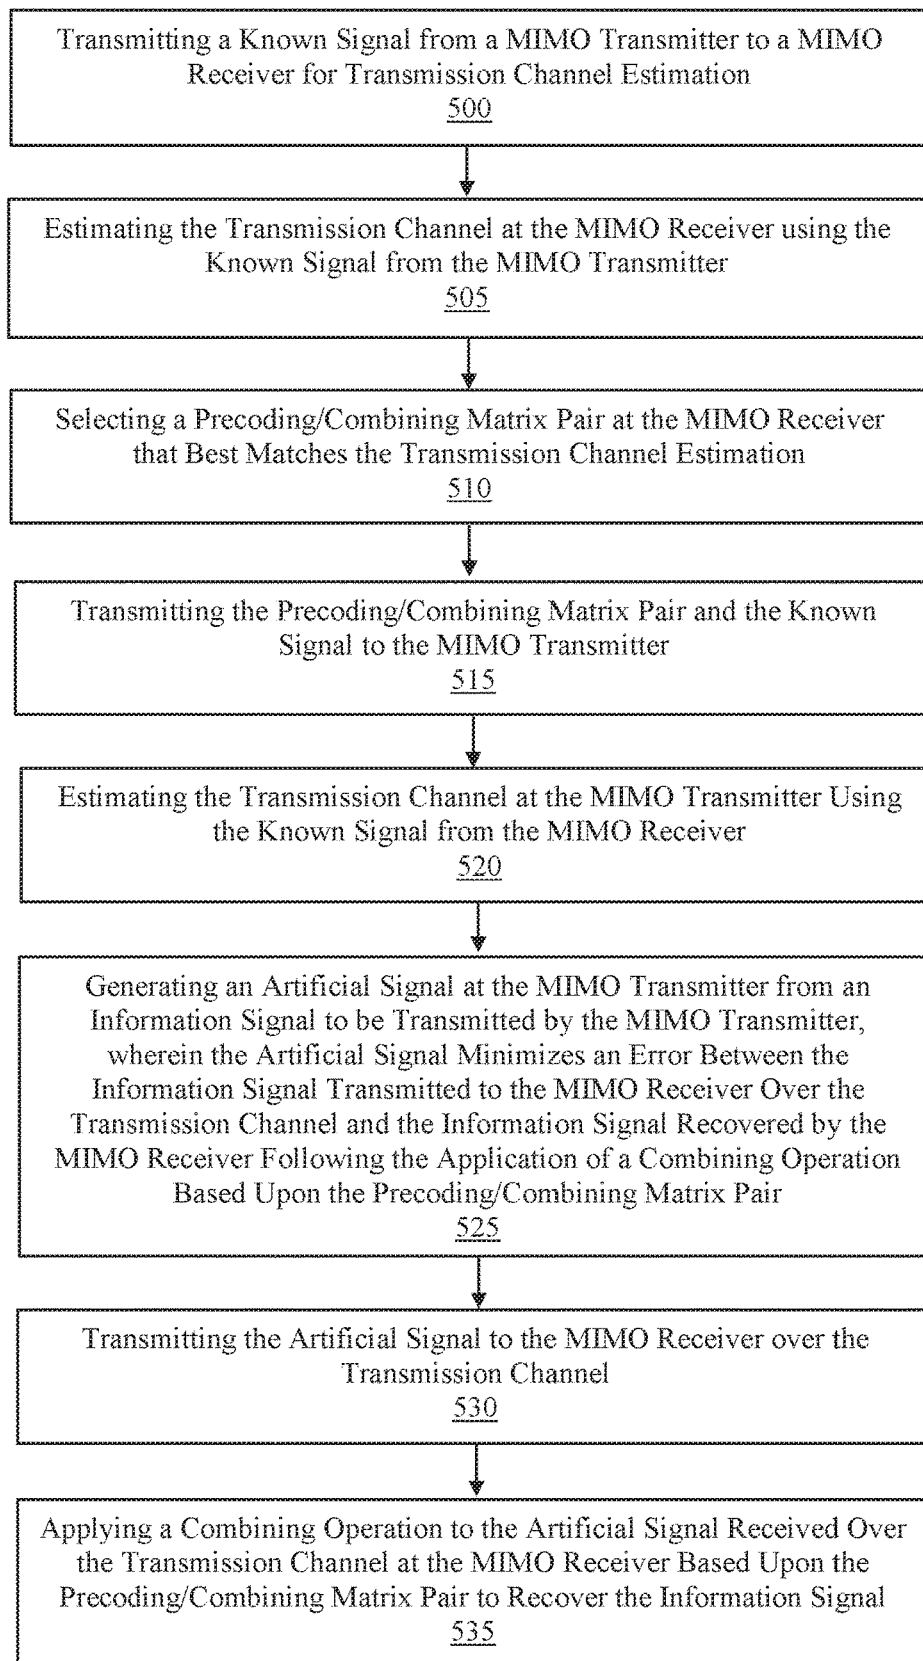 Transmitting a Known Signal from a MIMO Transmitter to a MIMO
Receiver for Transmission Channel Estimation
500
Estimating the Transmission Channel at the MIMO Receiver using the
Known Signal from the MIMO Transmitter
505
Selecting a Precoding/Combining Matrix Pair at the MIMO Receiver
that Best Matches the Transmission Channel Estimation
510
Transmitting the Precoding/Combining Matrix Pair and the Known
Signal to the MIMO Transmitter
515
Estimating the Transmission Channel at the MIMO Transmitter Using
the Known Signal from the MIMO Receiver
520
Generating an Artificial Signal at the MIMO Transmitter from an
Information Signal to be Transmitted by the MIMO Transmitter,
wherein the Artificial Signal Minimizes an Error Between the
Information Signal Transmitted to the MIMO Receiver Over the
Transmission Channel and the Information Signal Recovered by the
MIMO Receiver Following the Application of a Combining Operation
Based Upon the Precoding/Combining Matrix Pair
525
Transmitting the Artificial Signal to the MIMO Receiver over the
Transmission Channel
530
Applying a Combining Operation to the Artificial Signal Received Over
the Transmission Channel at the MIMO Receiver Based Upon the
Precoding/Combining Matrix Pair to Recover the Information Signal
535